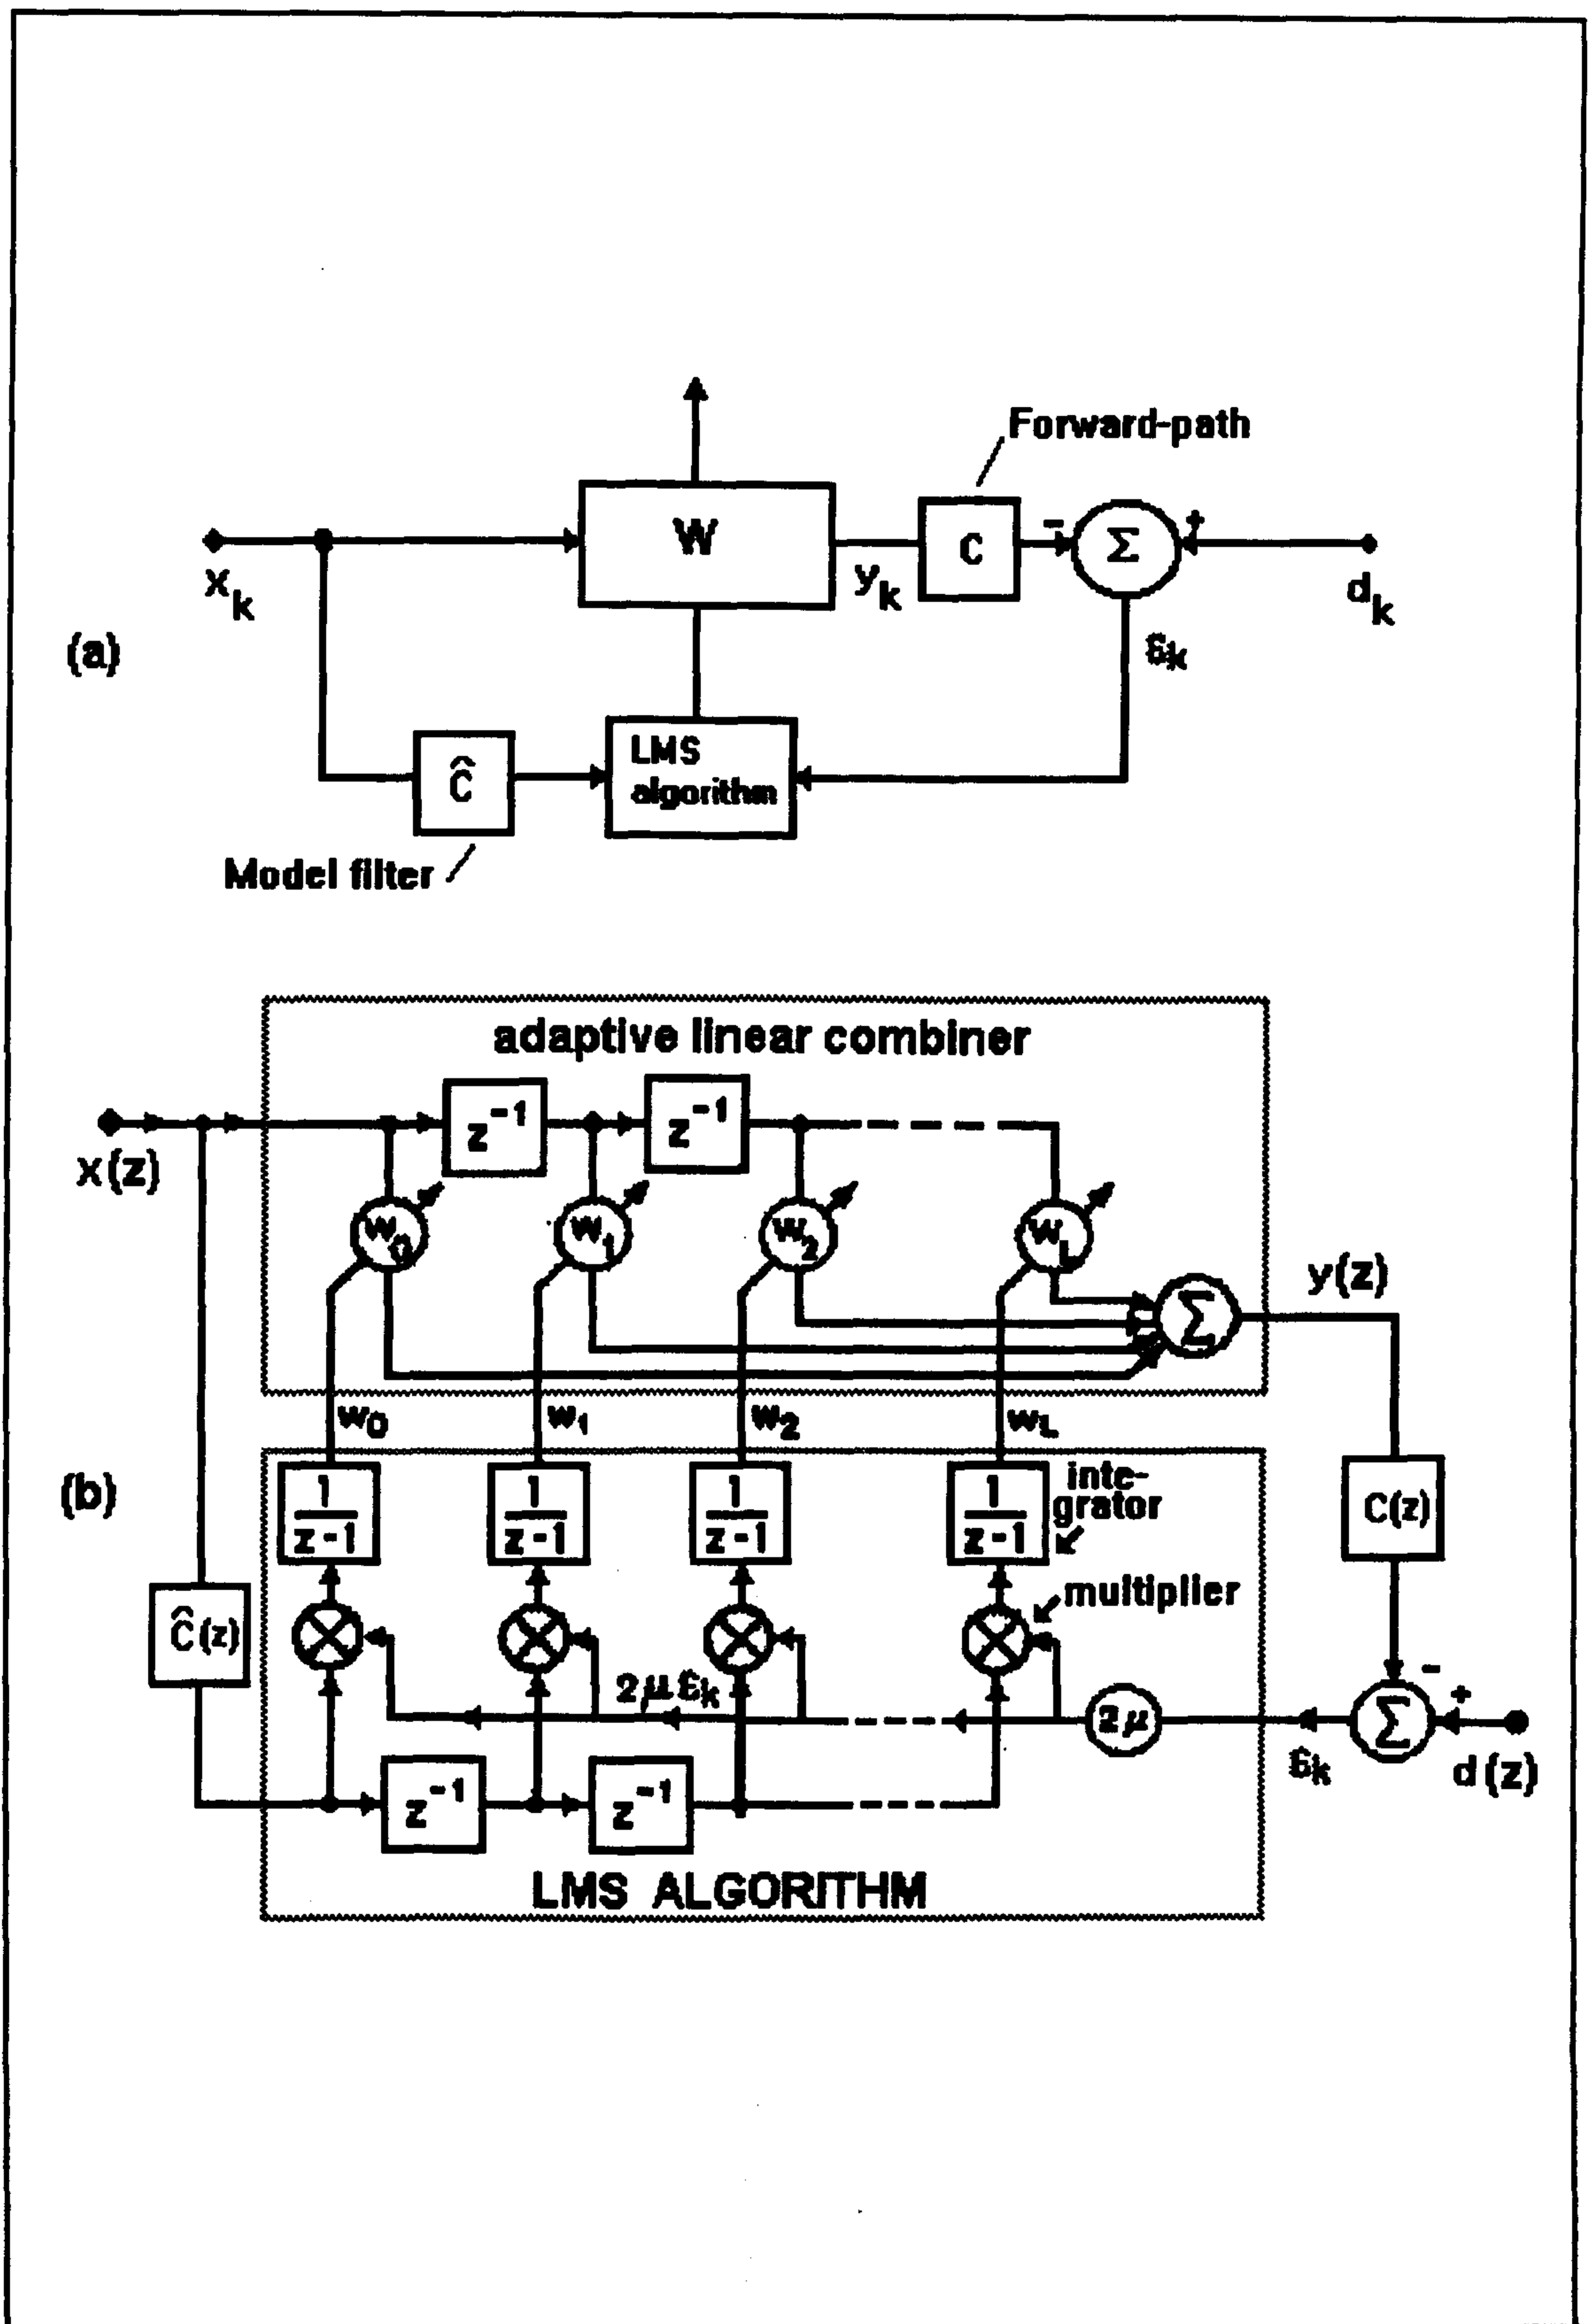 Forward-path
W
C
Σ
- +
x_k
y_k
d_k
(a)
ε_k
Ĉ
LMS
algorithm
Model filter
adaptive linear combiner
z^-1
z^-1
x(z)
w_0
w_1
w_2
w_L
Σ
y(z)
w_0
w_1
w_2
w_L
(b)
1/(z-1)
1/(z-1)
1/(z-1)
1/(z-1)
inte-
grator
C(z)
Ĉ(z)
multiplier
2με_k
2μ
Σ
- +
ε_k
d(z)
z^-1
z^-1
LMS ALGORITHM